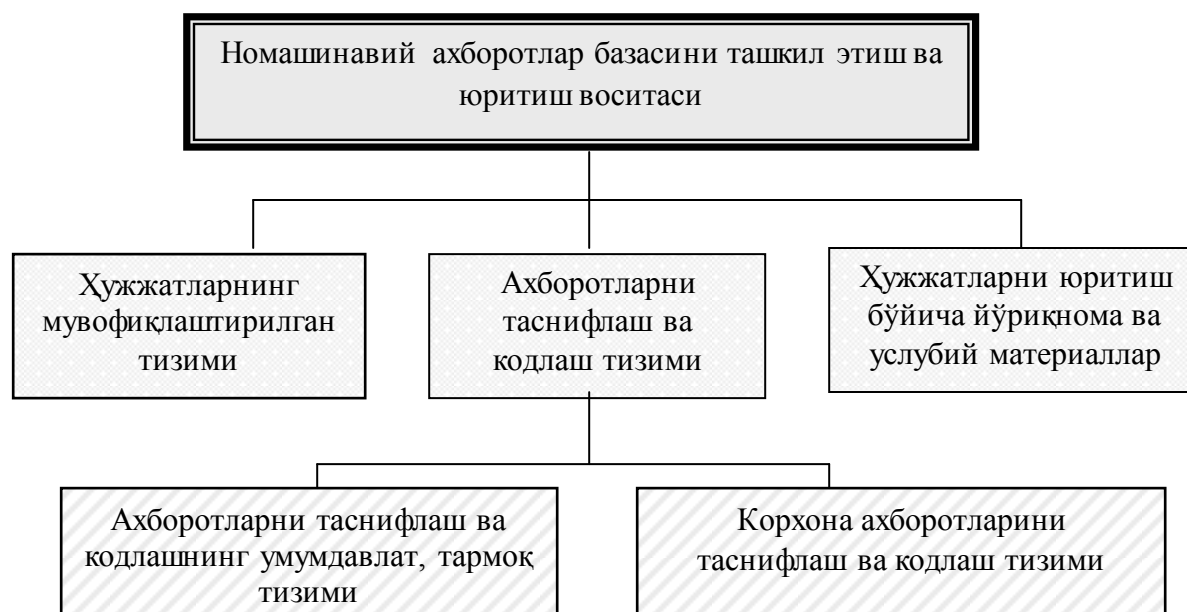 Номашинавий ахборотлар базасини ташкил этиш ва
юритиш воситаси
Ҳужжатларнинг
мувофиқлаштирилган
тизими
Ахборотларни
таснифлаш ва
кодлаш тизими
Ҳужжатларни юритиш
бўйича йўриқнома ва
услубий материаллар
Ахборотларни таснифлаш ва
кодлашнинг умумдавлат, тармоқ
тизими
Корхона ахборотларини
таснифлаш ва кодлаш тизими